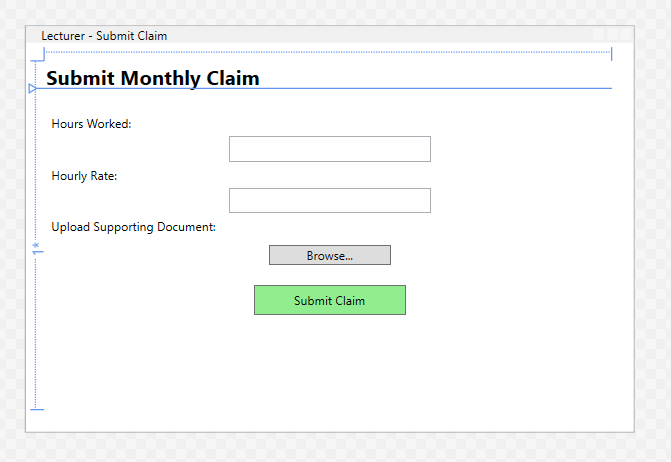 Lecturer - Submit Claim
Submit Monthly Claim
Hours Worked:
Hourly Rate:
Upload Supporting Document:
Browse...
Submit Claim